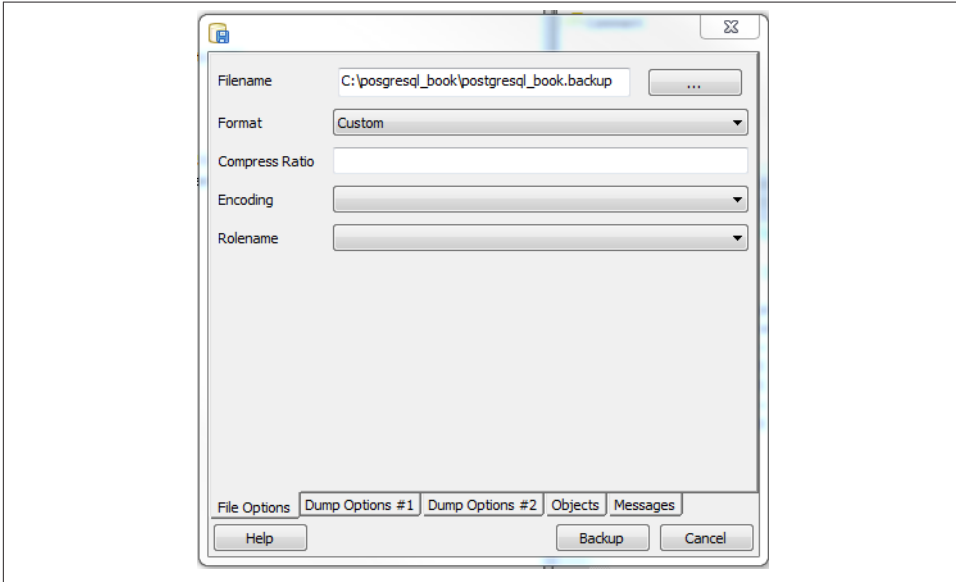 Filename C:\posgresql_book\postgresql_book.backup ...
Format Custom
Compress Ratio
Encoding
Rolename
File Options Dump Options #1 Dump Options #2 Objects Messages
Help Backup Cancel